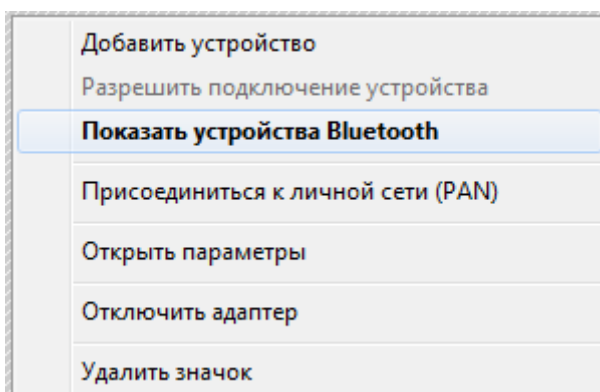 Добавить устройство
Разрешить подключение устройства
Показать устройства Bluetooth
Присоединиться к личной сети (PAN)
Открыть параметры
Отключить адаптер
Удалить значок